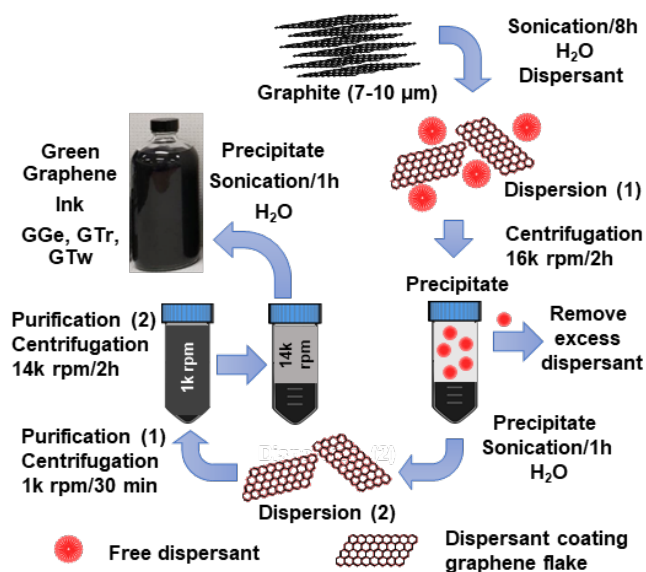 Sonication/8h
H₂O
Dispersant
Graphite (7-10 µm)
Green
Graphene
Ink
GGe, GTr,
GTw
Precipitate
Sonication/1h
H₂O
Dispersion (1)
Centrifugation
16k rpm/2h
Precipitate
Remove
excess
dispersant
Purification (2)
Centrifugation
14k rpm/2h
1k rpm
14k
rpm
Purification (1)
Centrifugation
1k rpm/30 min
Precipitate
Sonication/1h
H₂O
Dispersion (2)
Free dispersant
Dispersant coating
graphene flake